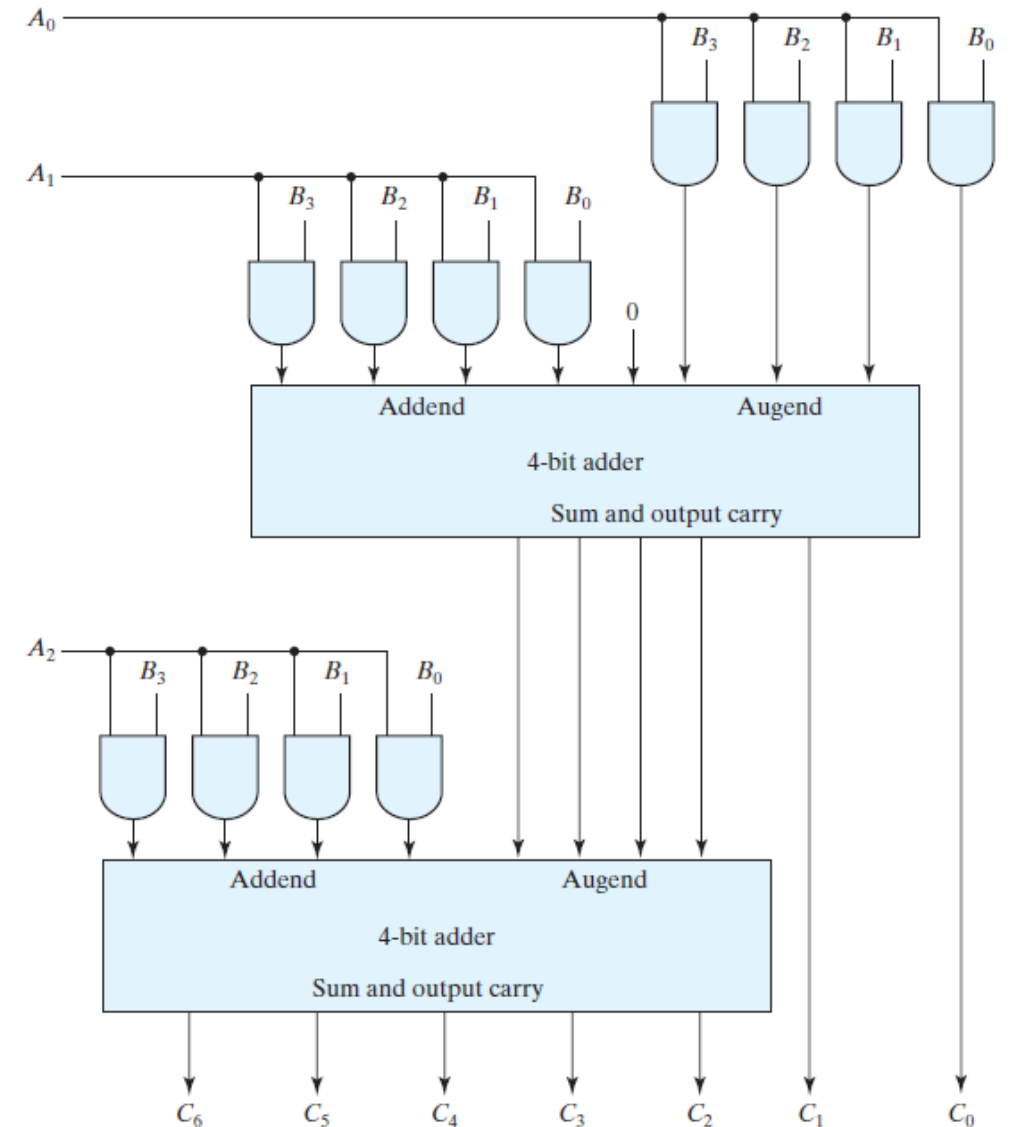 A₀
B₃ B₂ B₁ B₀
A₁
B₃ B₂ B₁ B₀
0
Addend Augend
4-bit adder
Sum and output carry
A₂
B₃ B₂ B₁ B₀
Addend Augend
4-bit adder
Sum and output carry
C₆ C₅ C₄ C₃ C₂ C₁ C₀